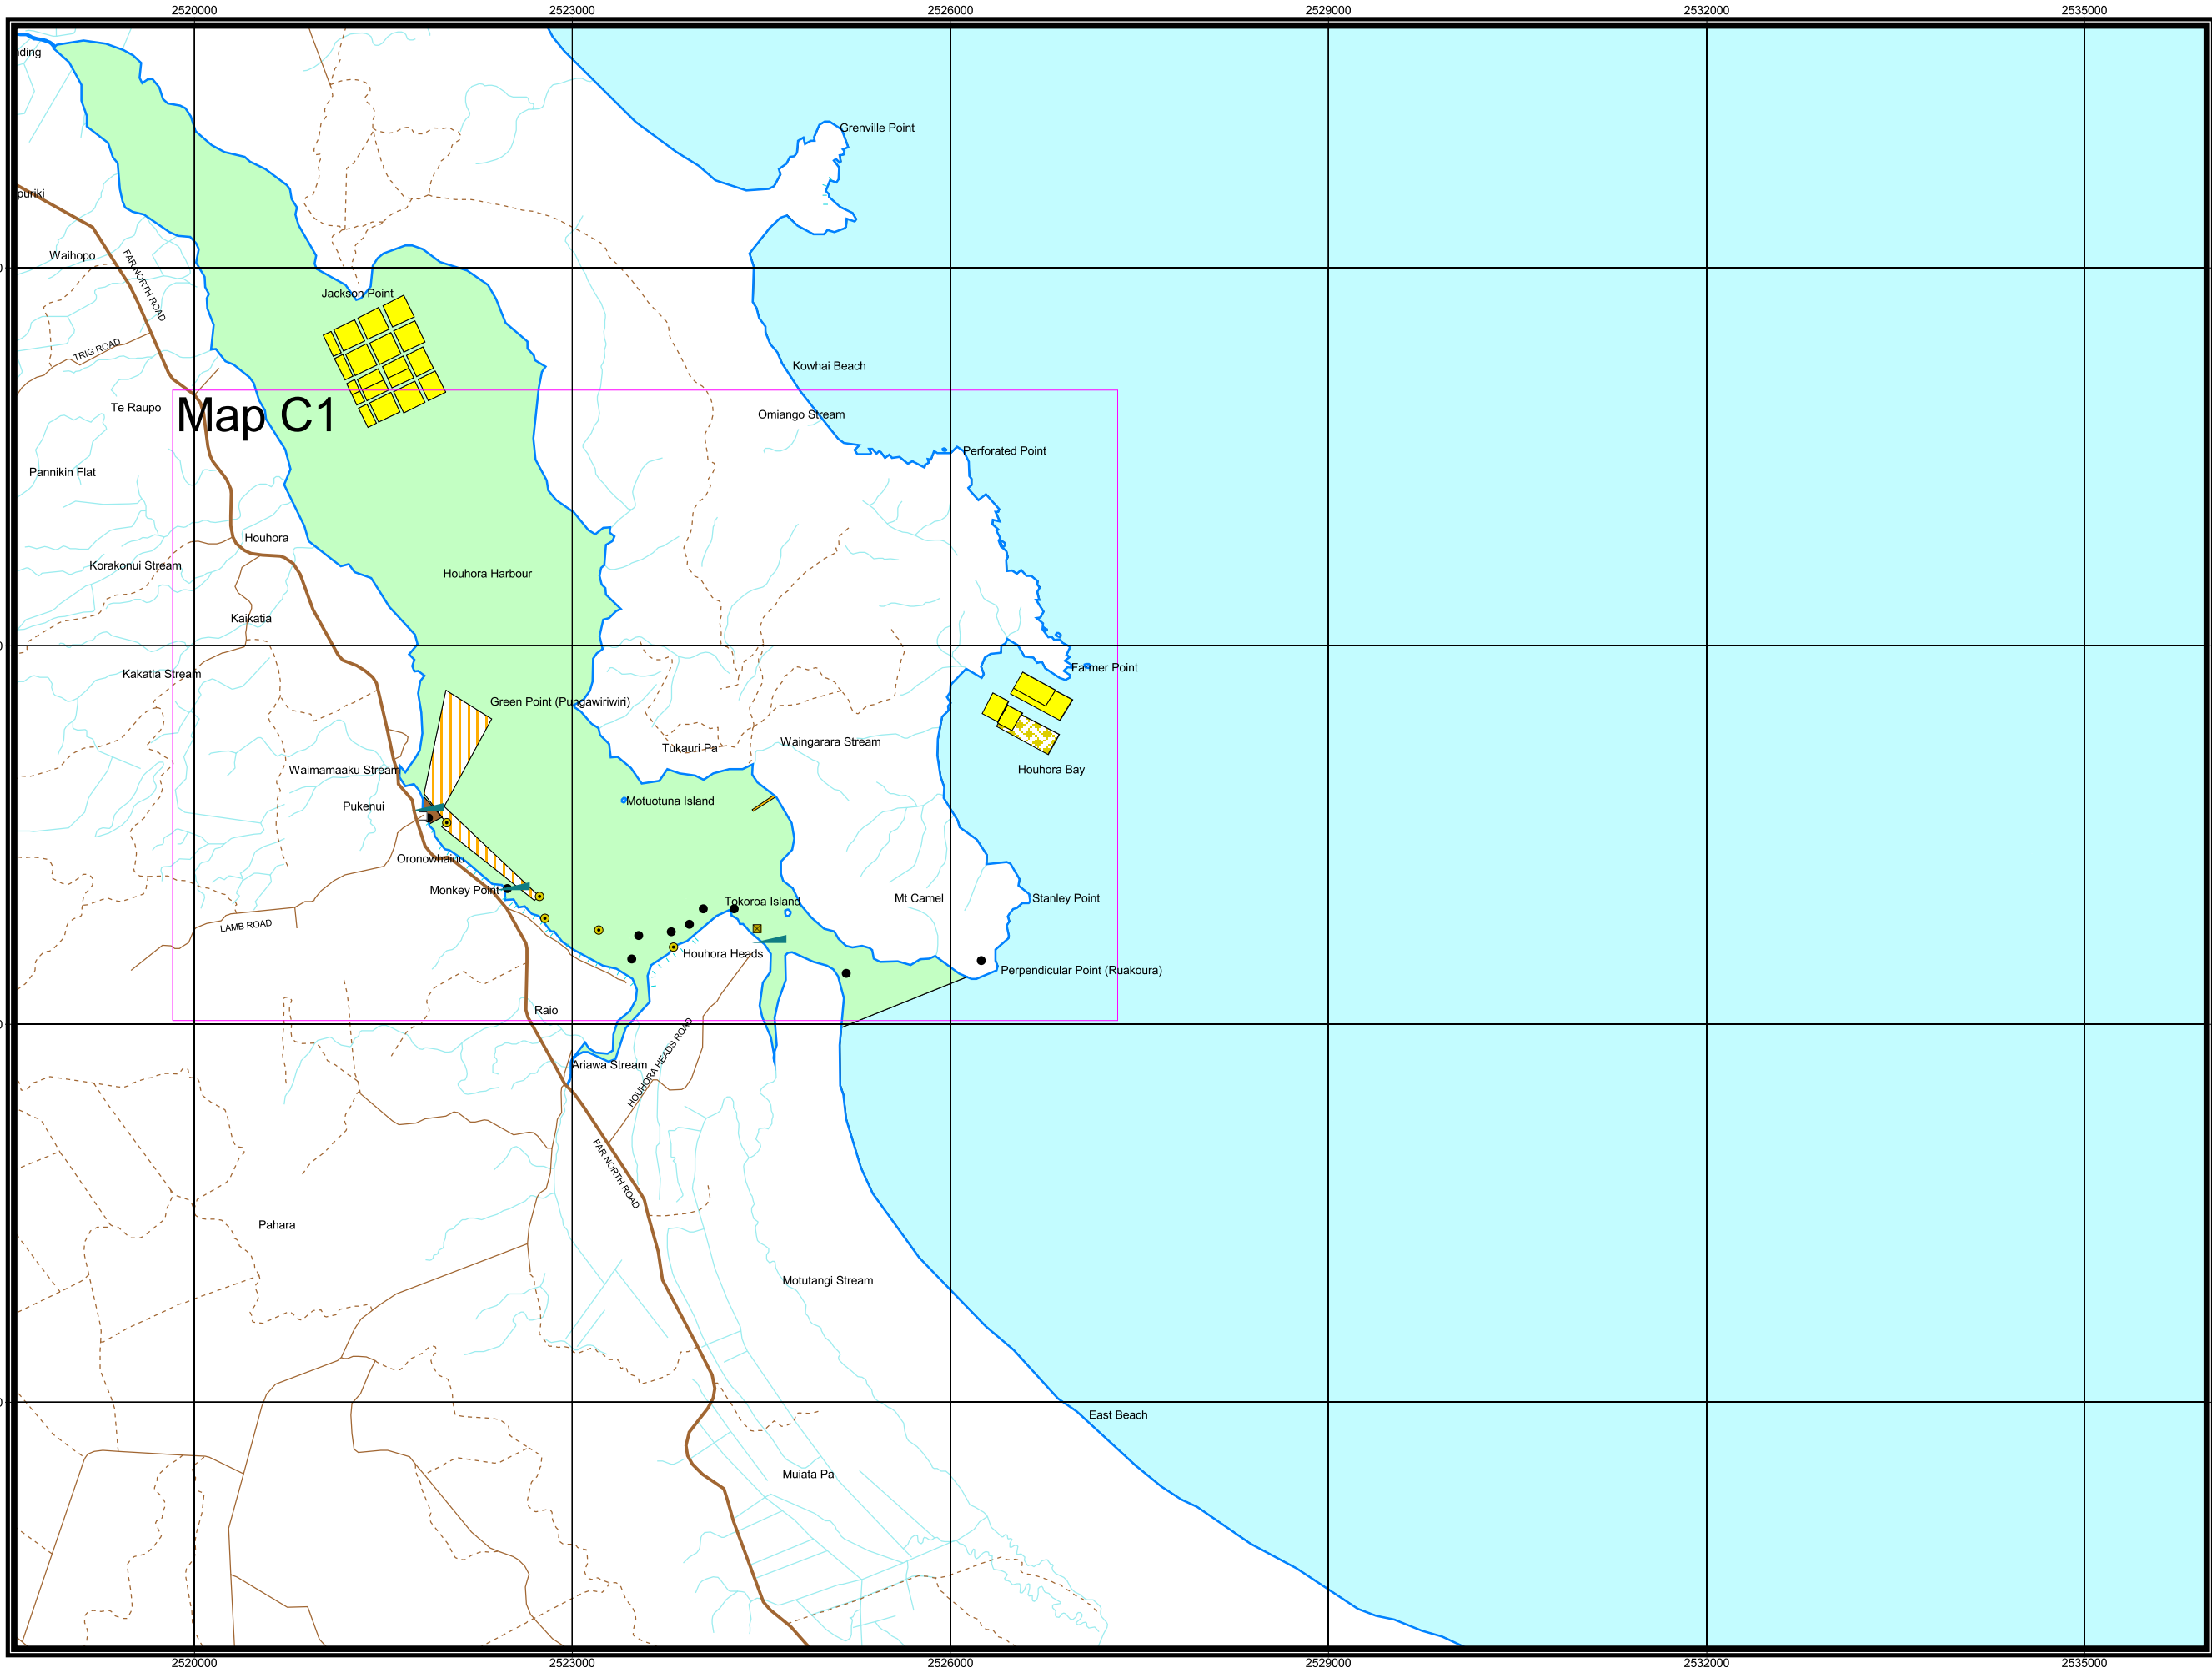 2520000 2523000 2526000 2529000 2532000 2535000
nding
Grenville Point
puriki
Waihopo
FAR NORTH ROAD
Jackson Point
TRIG ROAD
Kowhai Beach
Te Raupo
Map C1
Omiango Stream
Perforated Point
Pannikin Flat
Houhora
Korakonui Stream
Houhora Harbour
Kaikatia
Farmer Point
Kakatia Stream
Green Point (Pungawiriwiri)
Tukauri Pa
Waingarara Stream
Waimamaaku Stream
Houhora Bay
Pukenui
Motuotuna Island
Oronowhainu
Monkey Point
Tokoroa Island
Mt Camel
Stanley Point
LAMB ROAD
Houhora Heads
Perpendicular Point (Ruakoura)
Raio
Ariawa Stream
HOUHORA HEADS ROAD
FAR NORTH ROAD
Pahara
Motutangi Stream
East Beach
Muiata Pa
2520000 2523000 2526000 2529000 2532000 2535000